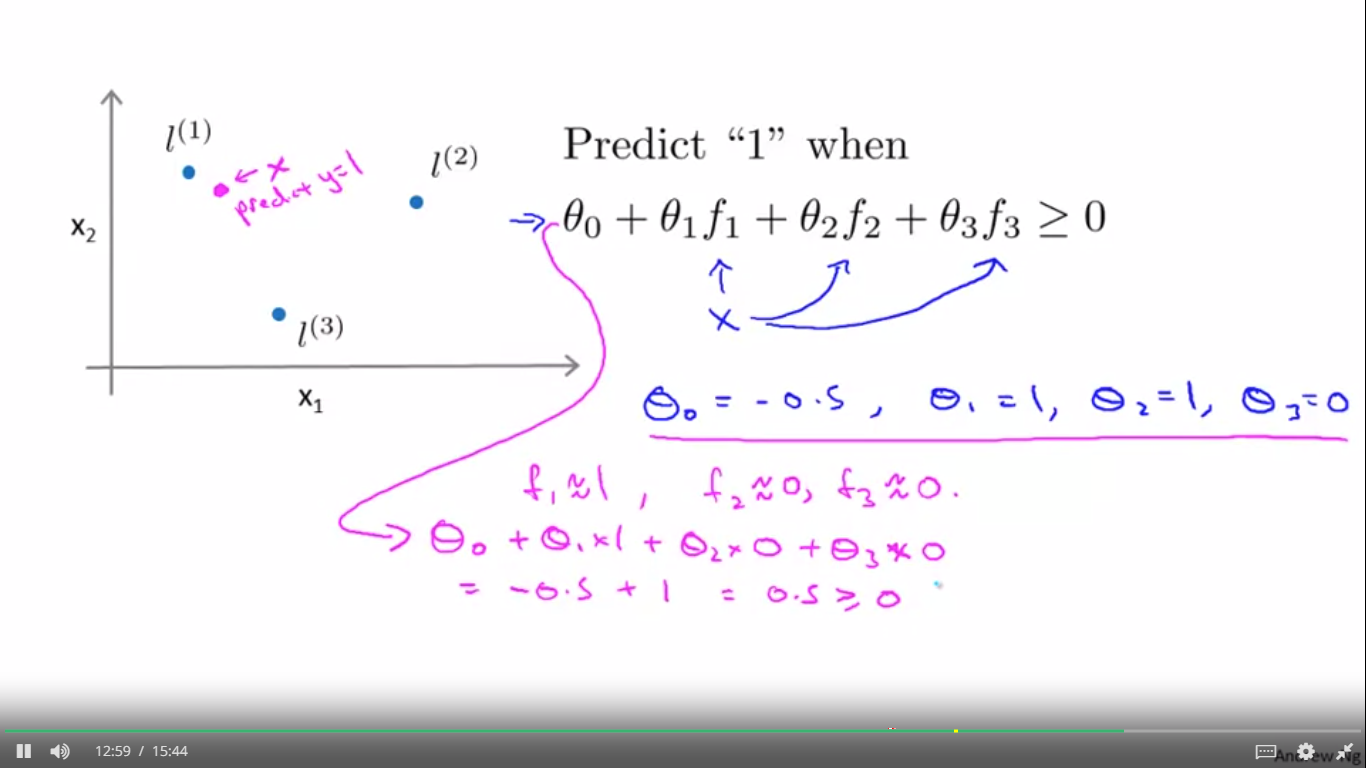 l⁽¹⁾
← x
predict y=1
l⁽²⁾
x₂
l⁽³⁾
x₁
Predict “1” when
→ θ₀ + θ₁f₁ + θ₂f₂ + θ₃f₃ ≥ 0
x
θ₀ = -0.5, θ₁ = 1, θ₂ = 1, θ₃ = 0
f₁ ≈ 1, f₂ ≈ 0, f₃ ≈ 0.
θ₀ + θ₁ × 1 + θ₂ × 0 + θ₃ × 0
= -0.5 + 1 = 0.5 ≥ 0
12:59 / 15:44
Andrew Ng